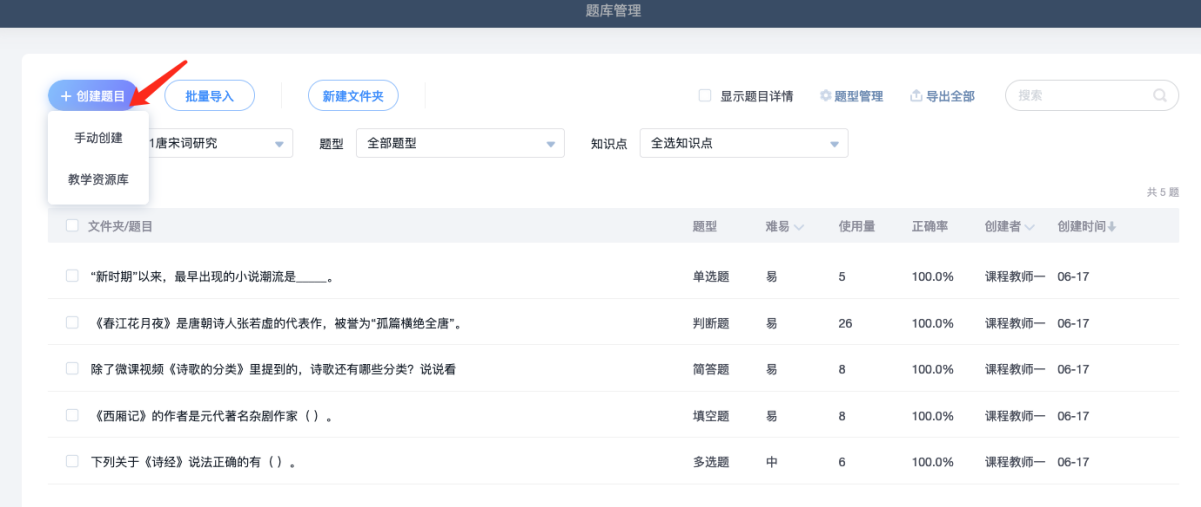 题库管理
+ 创建题目 批量导入 新建文件夹 显示题目详情 题型管理 导出全部 搜索
手动创建
1唐宋词研究 题型 全部题型 知识点 全选知识点
教学资源库
共 5 题
文件夹/题目 题型 难易 使用量 正确率 创建者 创建时间
“新时期”以来，最早出现的小说潮流是_____。 单选题 易 5 100.0% 课程教师一 06-17
《春江花月夜》是唐朝诗人张若虚的代表作，被誉为“孤篇横绝全唐”。 判断题 易 26 100.0% 课程教师一 06-17
除了微课视频《诗歌的分类》里提到的，诗歌还有哪些分类？说说看 简答题 易 8 100.0% 课程教师一 06-17
《西厢记》的作者是元代著名杂剧作家（ ）。 填空题 易 8 100.0% 课程教师一 06-17
下列关于《诗经》说法正确的有（ ）。 多选题 中 6 100.0% 课程教师一 06-17